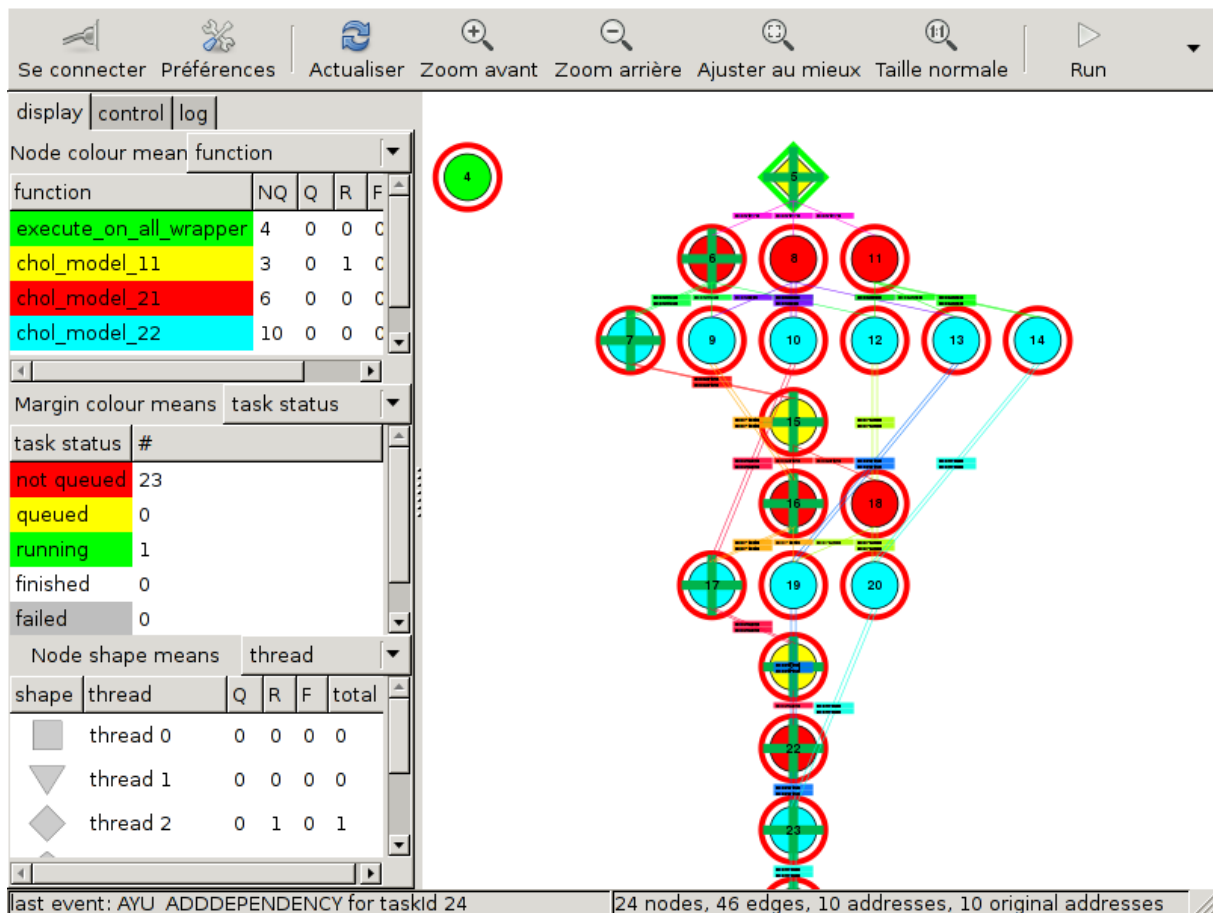 Se connecter Préférences Actualiser Zoom avant Zoom arrière Ajuster au mieux Taille normale Run
display control log
Node colour mean function
function NQ Q R F
execute_on_all_wrapper 4 0 0 0
chol_model_11 3 0 1 0
chol_model_21 6 0 0 0
chol_model_22 10 0 0 0
Margin colour means task status
task status #
not queued 23
queued 0
running 1
finished 0
failed 0
Node shape means thread
shape thread Q R F total
thread 0 0 0 0 0
thread 1 0 0 0 0
thread 2 0 1 0 1
4 5
6 8 11
7 9 10 12 13 14
15
16 18
17 19 20
22
23
last event: AYU_ADDDEPENDENCY for taskId 24
24 nodes, 46 edges, 10 addresses, 10 original addresses